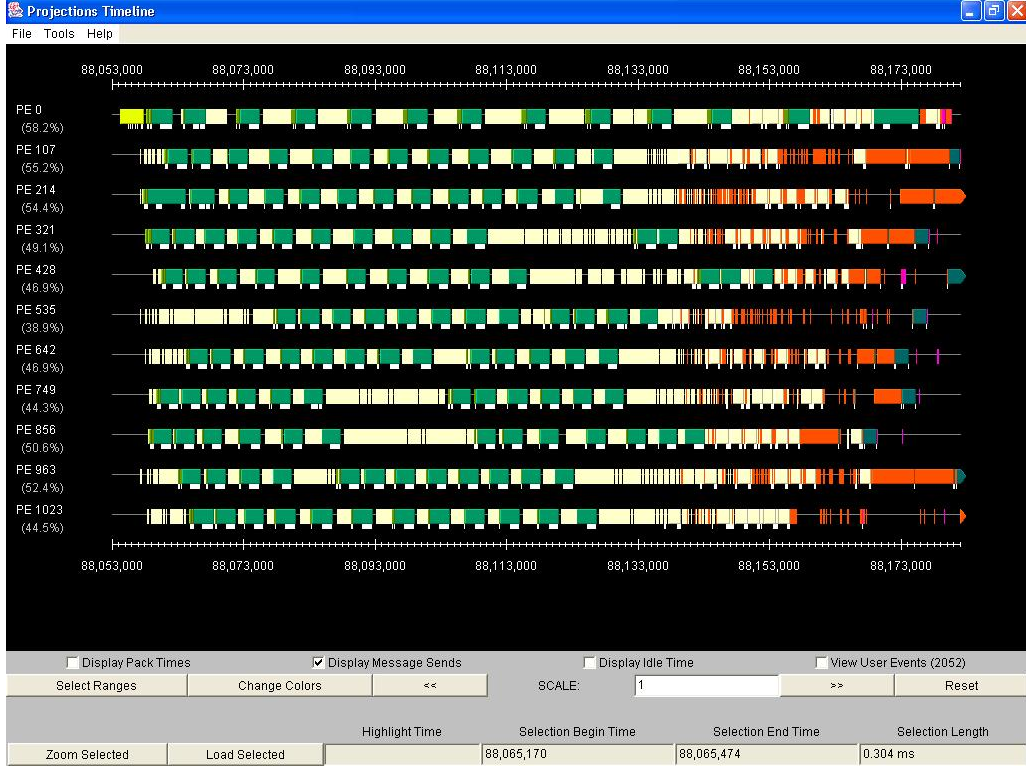 Projections Timeline
File Tools Help
88,053,000 88,073,000 88,093,000 88,113,000 88,133,000 88,153,000 88,173,000
PE 0
(58.2%)
PE 107
(55.2%)
PE 214
(54.4%)
PE 321
(49.1%)
PE 428
(46.9%)
PE 535
(38.9%)
PE 642
(46.9%)
PE 749
(44.3%)
PE 856
(50.6%)
PE 963
(52.4%)
PE 1023
(44.5%)
88,053,000 88,073,000 88,093,000 88,113,000 88,133,000 88,153,000 88,173,000
Display Pack Times Display Message Sends Display Idle Time View User Events (2052)
Select Ranges Change Colors << SCALE: 1 >> Reset
Highlight Time Selection Begin Time Selection End Time Selection Length
Zoom Selected Load Selected 88,065,170 88,065,474 0.304 ms